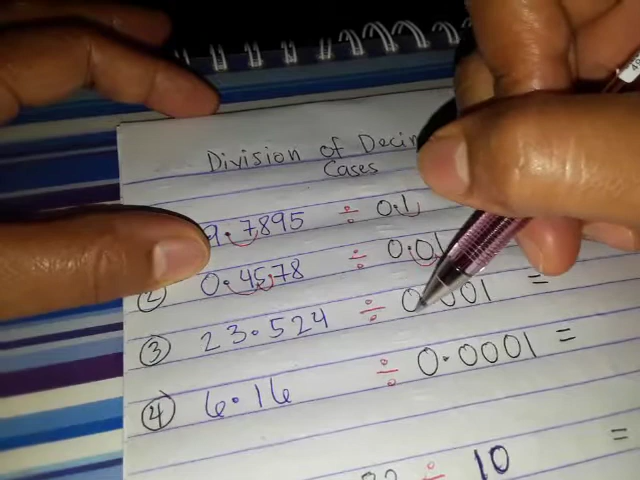 Division of Decim
Cases
9.7895 ÷ 0.1
② 0.4578 ÷ 0.01
③ 23.524 ÷ 0.001 =
④ 6.16 ÷ 0.0001 =
÷ 10 =